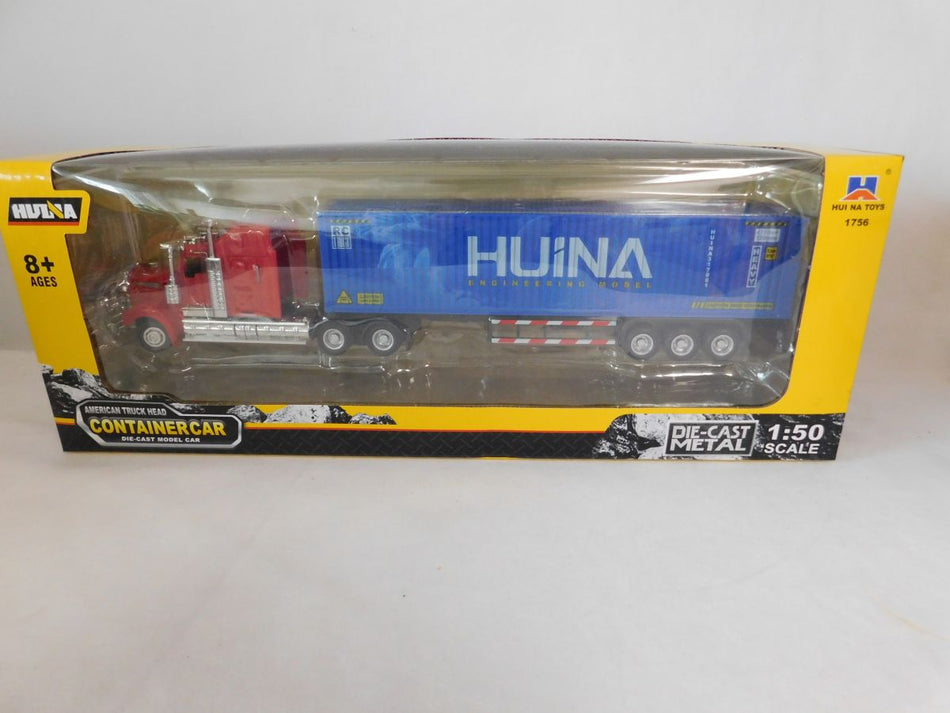 HUINA
8+
AGES
HUINA
ENGINEERING MODEL
HEAVY
®
HUI NA TOYS
1756
AMERICAN TRUCK HEAD
CONTAINERCAR
DIE-CAST MODEL CAR
DIE-CAST
METAL
1:50
SCALE